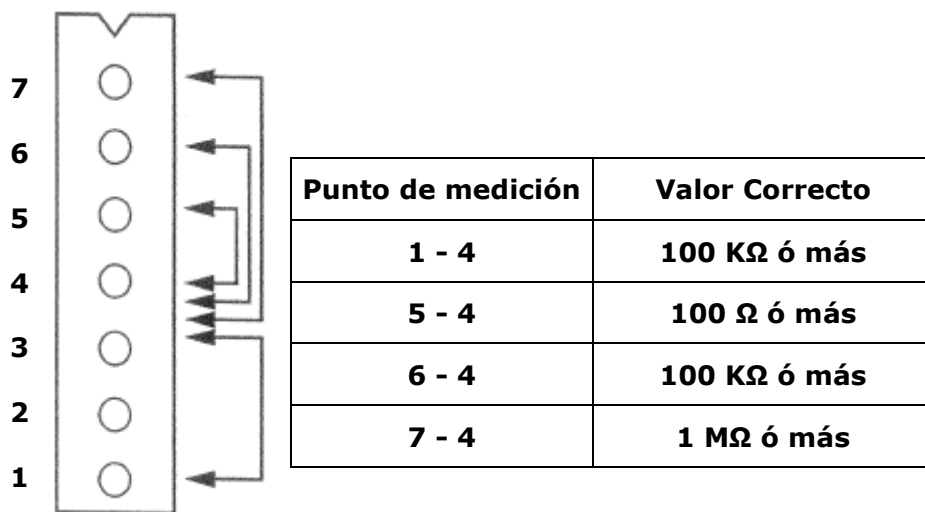 7
6
5
4
3
2
1
Punto de medición Valor Correcto
1 - 4 100 KΩ ó más
5 - 4 100 Ω ó más
6 - 4 100 KΩ ó más
7 - 4 1 MΩ ó más